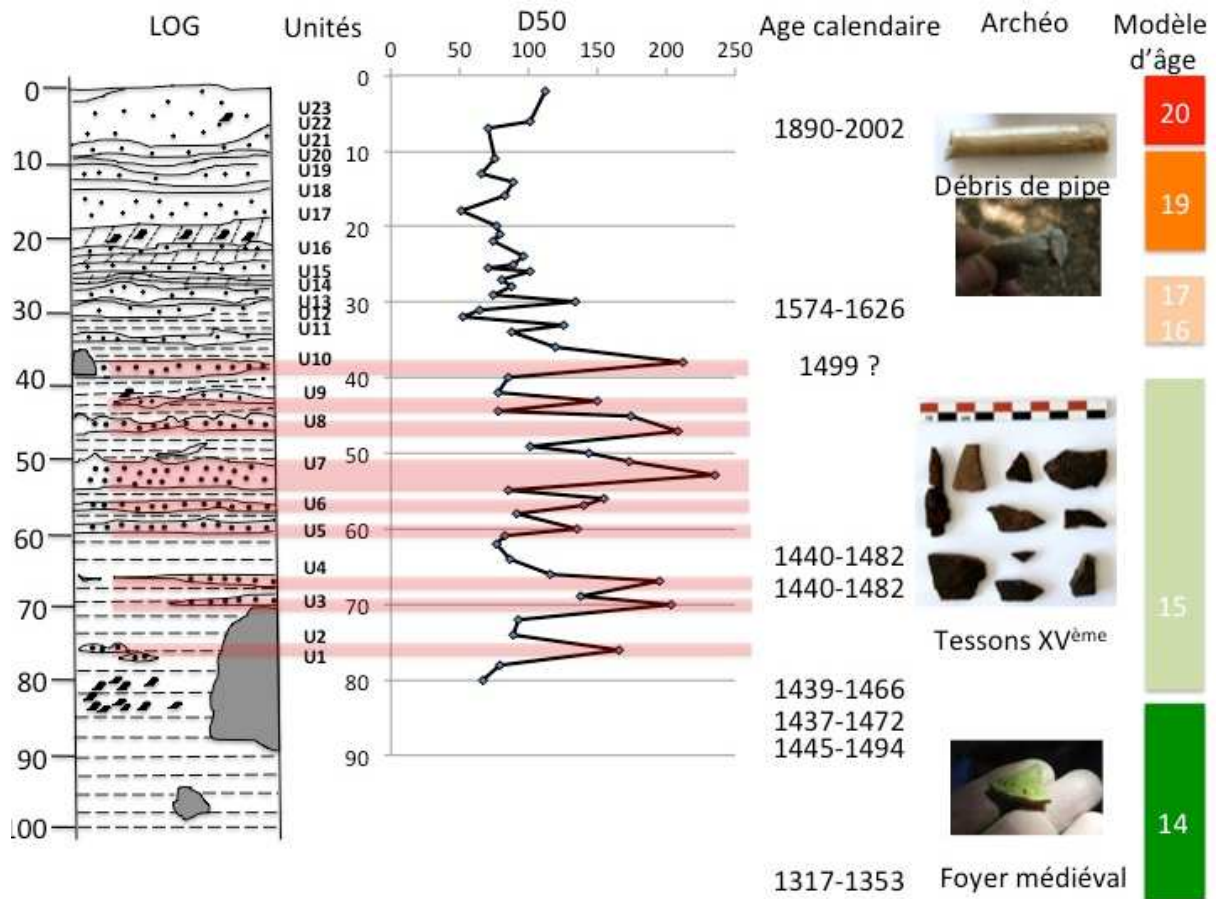 LOG
Unités
D50
Age calendaire
Archéo
Modèle
d'âge
0 50 100 150 200 250
0
10
20
30
40
50
60
70
80
90
100
U23
U22
U21
U20
U19
U18
U17
U16
U15
U14
U13
U12
U11
U10
U9
U8
U7
U6
U5
U4
U3
U2
U1
0
10
20
30
40
50
60
70
80
90
1890-2002
1574-1626
1499 ?
1440-1482
1440-1482
1439-1466
1437-1472
1445-1494
1317-1353
Débris de pipe
Tessons XVème
Foyer médiéval
20
19
17
16
15
14